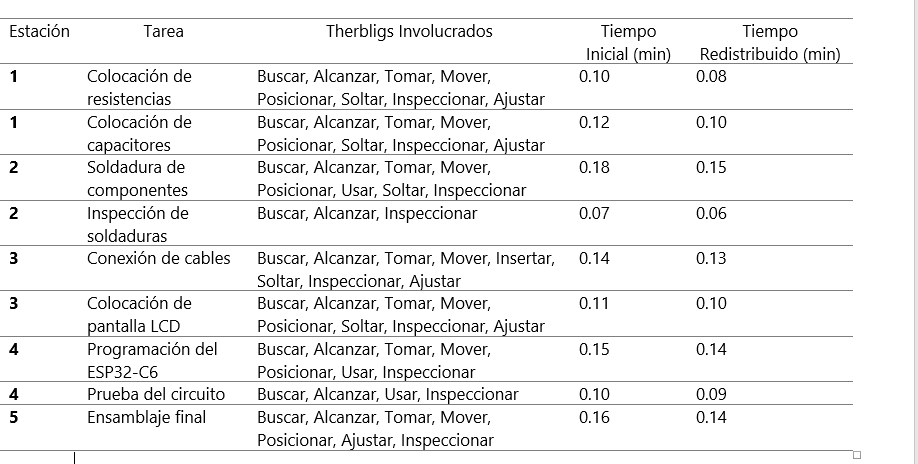 Estación Tarea Therbligs Involucrados Tiempo Tiempo
Inicial (min) Redistribuido (min)
1 Colocación de Buscar, Alcanzar, Tomar, Mover, 0.10 0.08
resistencias Posicionar, Soltar, Inspeccionar, Ajustar
1 Colocación de Buscar, Alcanzar, Tomar, Mover, 0.12 0.10
capacitores Posicionar, Soltar, Inspeccionar, Ajustar
2 Soldadura de Buscar, Alcanzar, Tomar, Mover, 0.18 0.15
componentes Posicionar, Usar, Soltar, Inspeccionar
2 Inspección de Buscar, Alcanzar, Inspeccionar 0.07 0.06
soldaduras
3 Conexión de cables Buscar, Alcanzar, Tomar, Mover, Insertar, 0.14 0.13
Soltar, Inspeccionar, Ajustar
3 Colocación de Buscar, Alcanzar, Tomar, Mover, 0.11 0.10
pantalla LCD Posicionar, Soltar, Inspeccionar, Ajustar
4 Programación del Buscar, Alcanzar, Tomar, Mover, 0.15 0.14
ESP32-C6 Posicionar, Usar, Inspeccionar
4 Prueba del circuito Buscar, Alcanzar, Usar, Inspeccionar 0.10 0.09
5 Ensamblaje final Buscar, Alcanzar, Tomar, Mover, 0.16 0.14
Posicionar, Ajustar, Inspeccionar